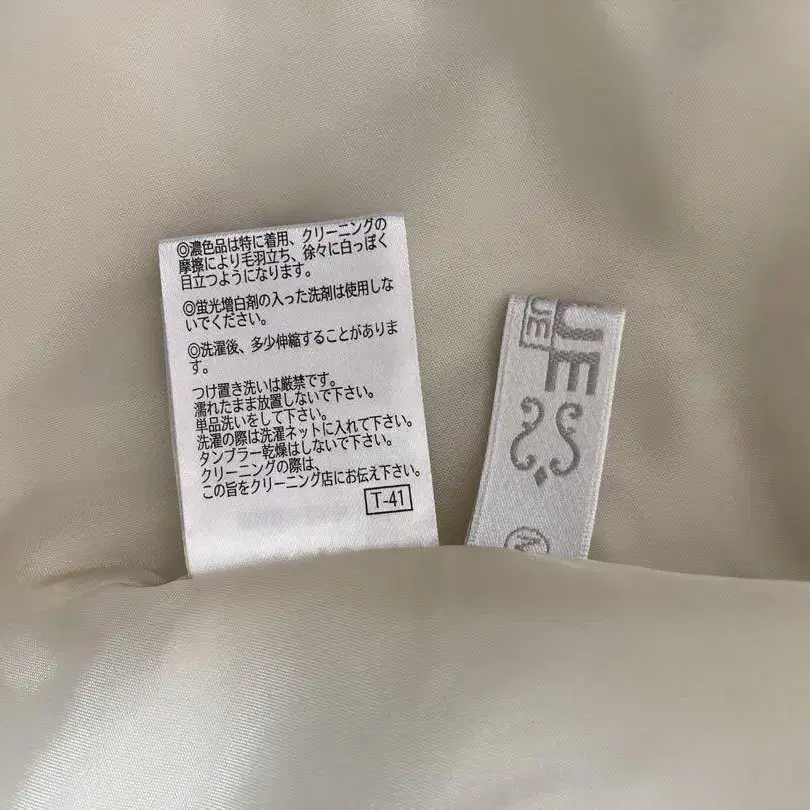 ◎濃色品は特に着用、クリーニングの
摩擦により毛羽立ち、徐々に白っぽく
目立つようになります。
◎蛍光増白剤の入った洗剤は使用しな
いでください。
◎洗濯後、多少伸縮することがありま
す。
つけ置き洗いは厳禁です。
濡れたまま放置しないで下さい。
単品洗いをして下さい。
洗濯の際は洗濯ネットに入れて下さい。
タンブラー乾燥はしないで下さい。
クリーニングの際は、
この旨をクリーニング店にお伝え下さい。
T-41
UE
UE